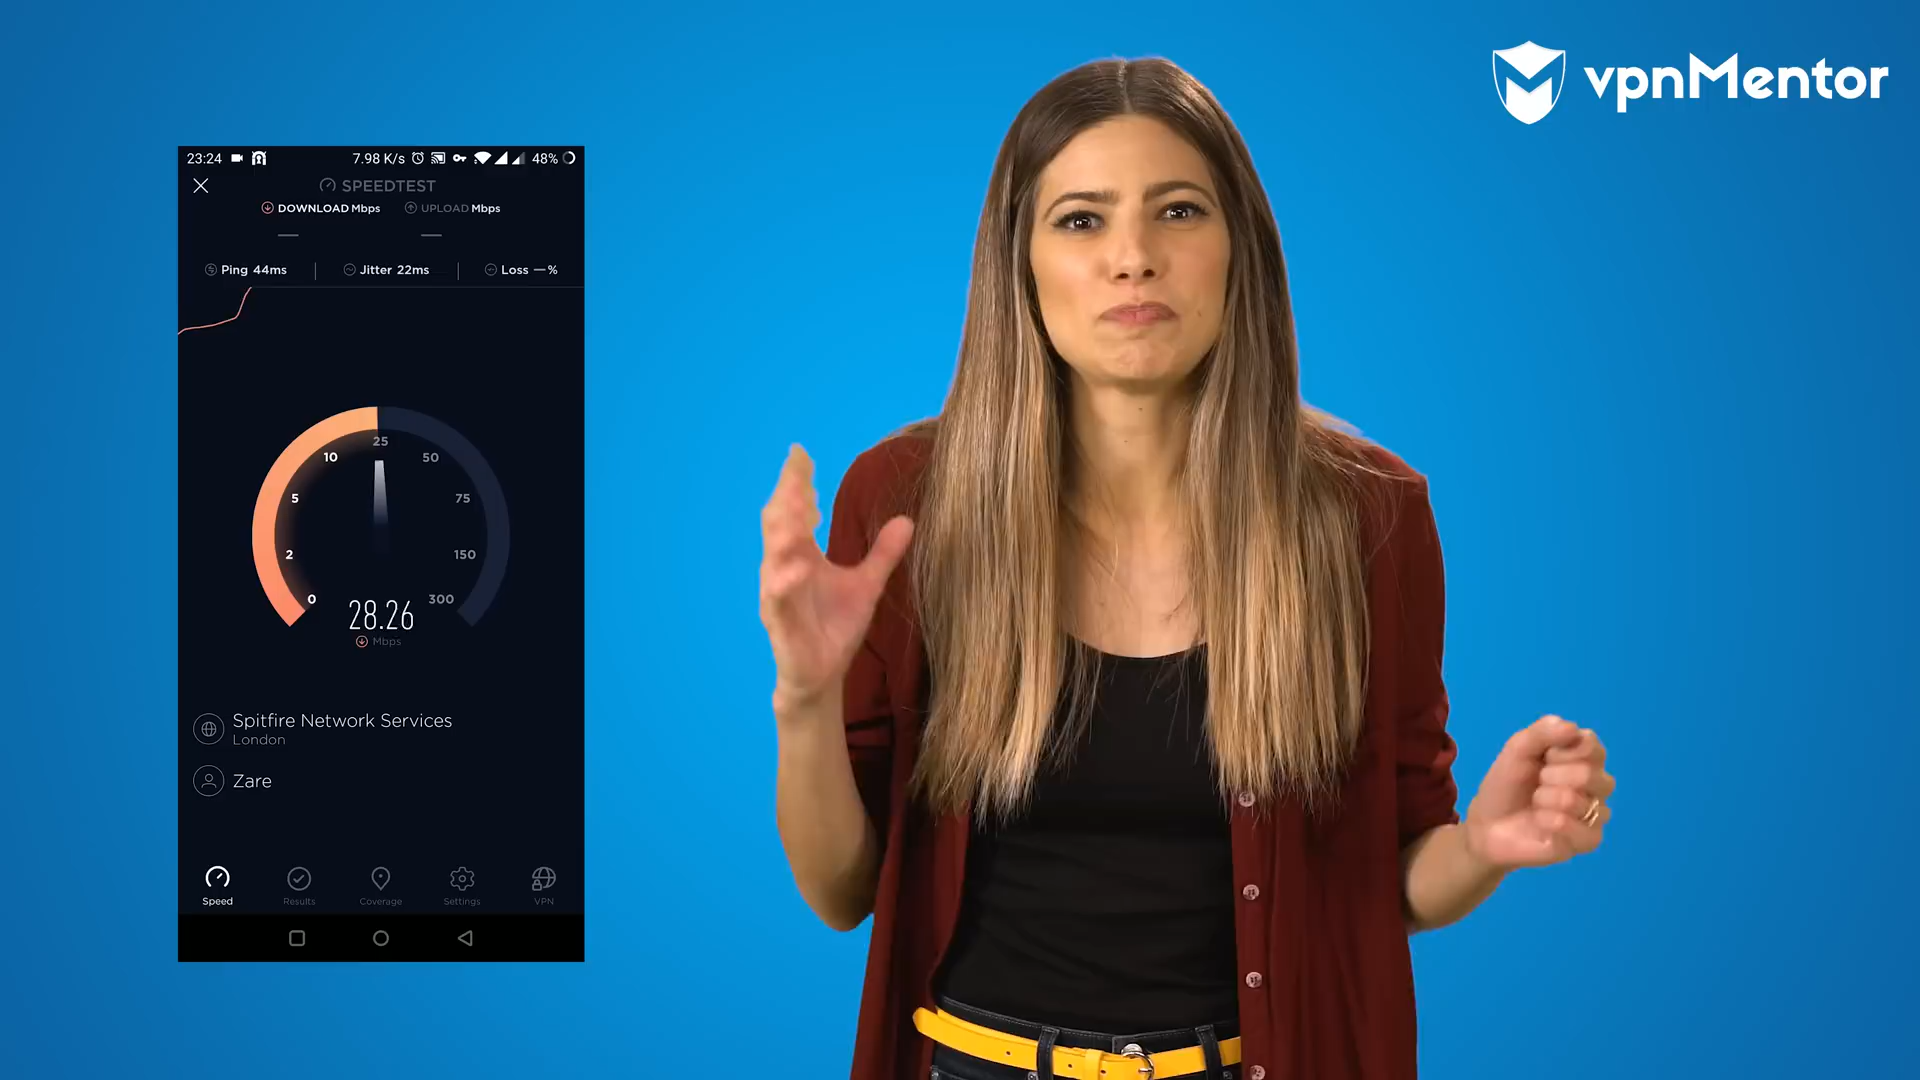 vpnMentor
23:24 7.98 K/s 48%
SPEEDTEST
DOWNLOAD Mbps UPLOAD Mbps
— —
Ping 44ms Jitter 22ms Loss — %
25
10 50
5 75
2 150
0 300
28.26
Mbps
Spitfire Network Services
London
Zare
Speed Results Coverage Settings VPN